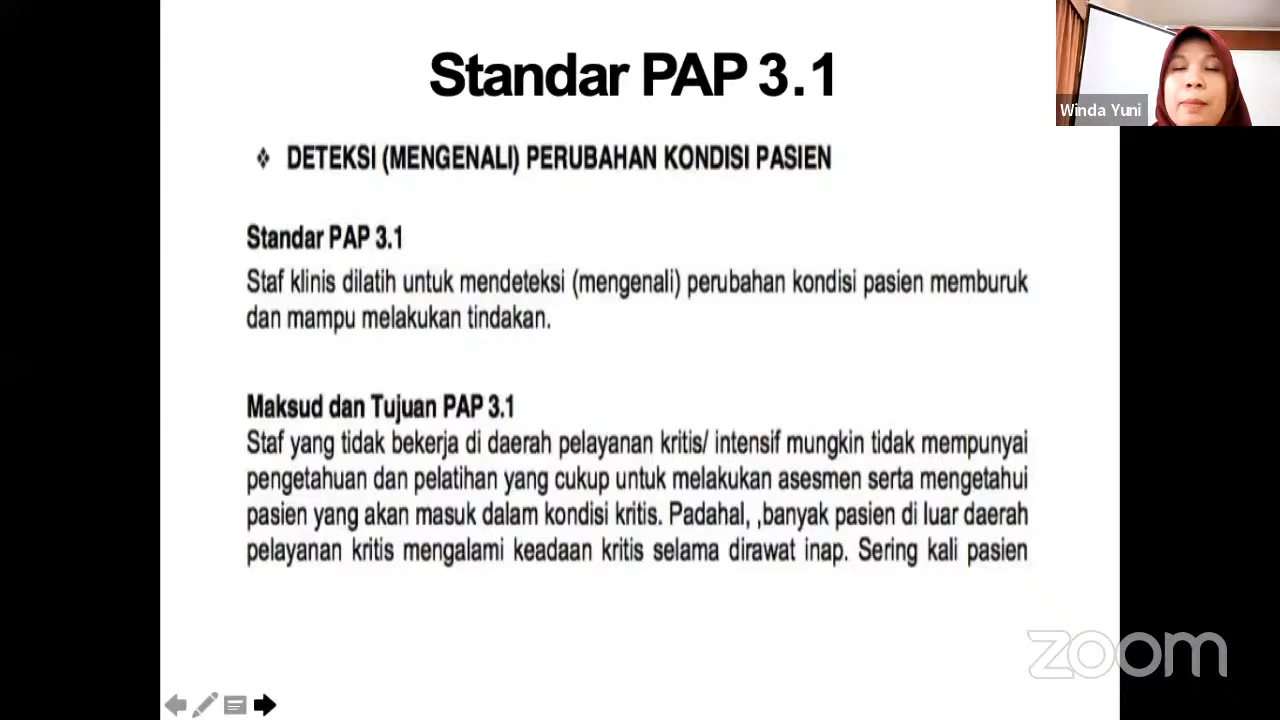 Standar PAP 3.1
Winda Yuni
❖ DETEKSI (MENGENALI) PERUBAHAN KONDISI PASIEN
Standar PAP 3.1
Staf klinis dilatih untuk mendeteksi (mengenali) perubahan kondisi pasien memburuk
dan mampu melakukan tindakan.
Maksud dan Tujuan PAP 3.1
Staf yang tidak bekerja di daerah pelayanan kritis/ intensif mungkin tidak mempunyai
pengetahuan dan pelatihan yang cukup untuk melakukan asesmen serta mengetahui
pasien yang akan masuk dalam kondisi kritis. Padahal, ,banyak pasien di luar daerah
pelayanan kritis mengalami keadaan kritis selama dirawat inap. Sering kali pasien
zoom